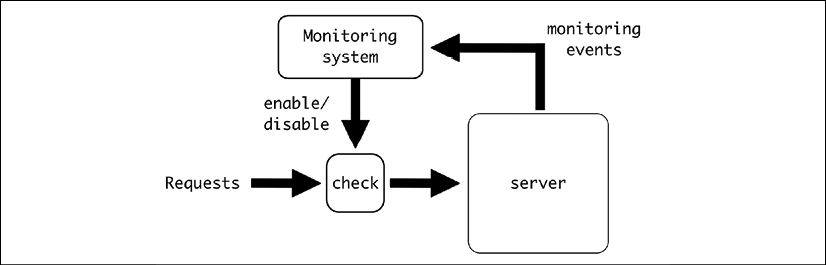 Monitoring
system
monitoring
events
enable/
disable
Requests
check
server